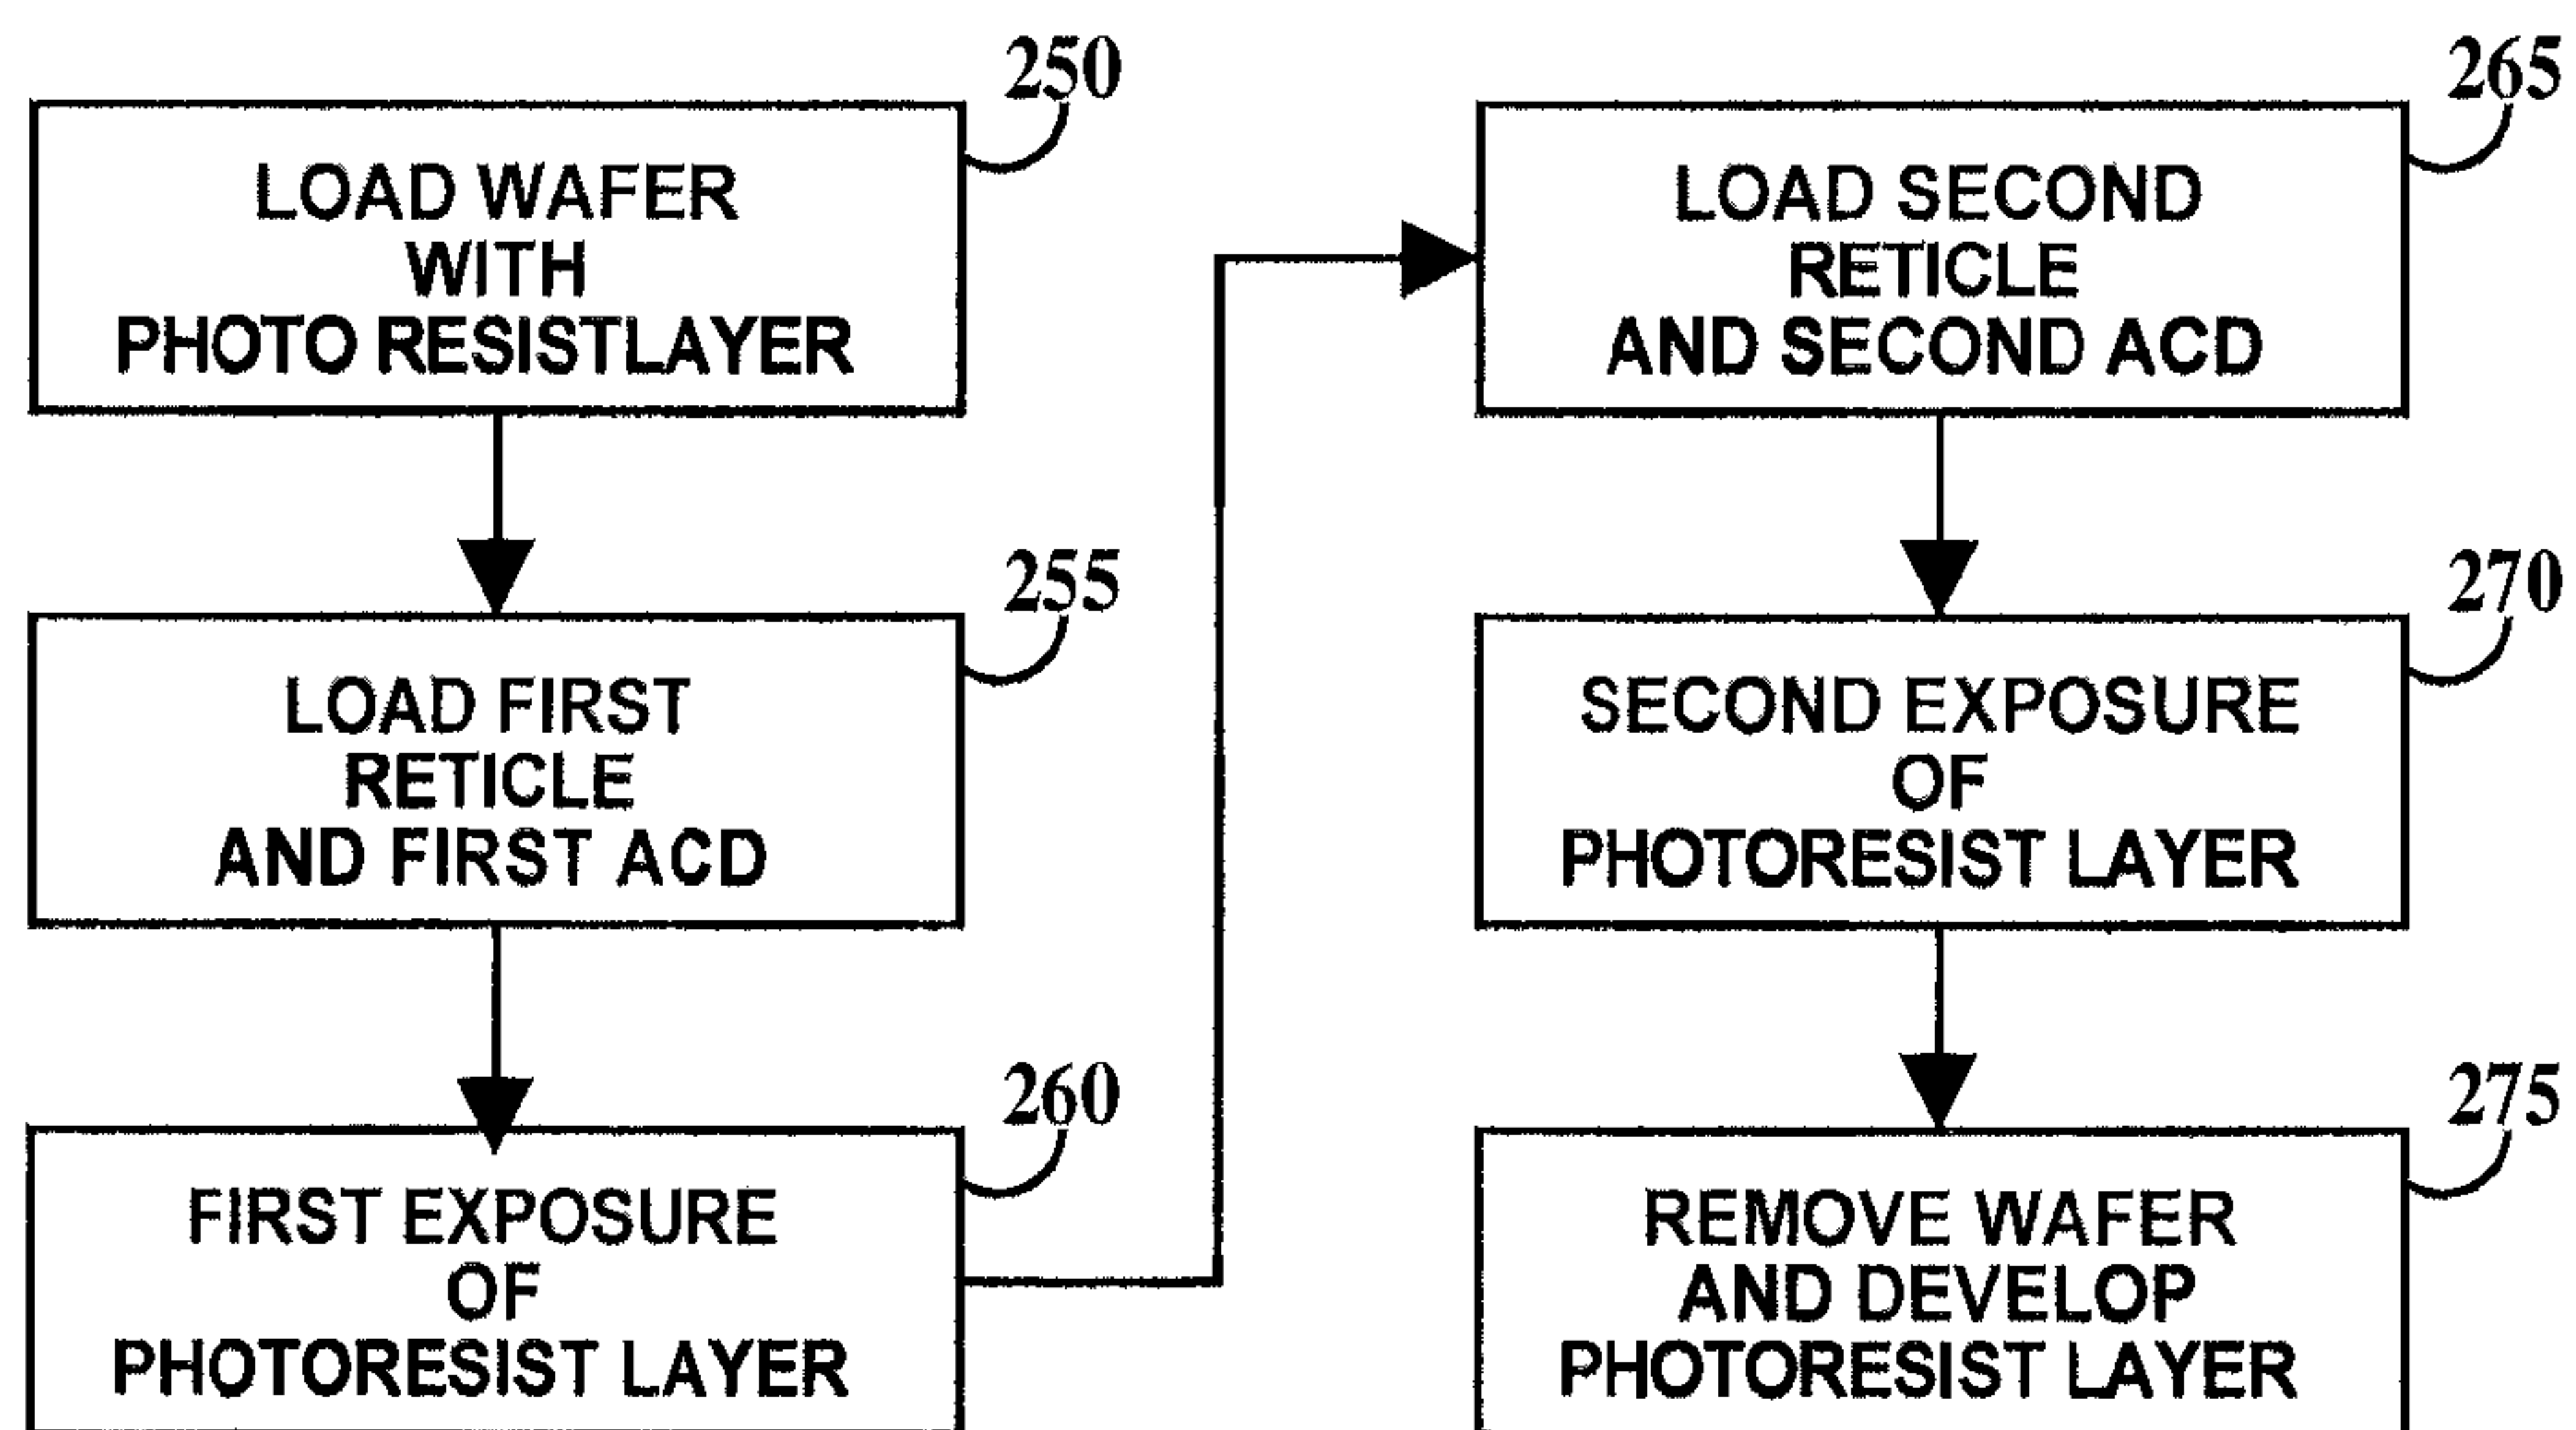 250
LOAD WAFER
WITH
PHOTO RESISTLAYER
255
LOAD FIRST
RETICLE
AND FIRST ACD
260
FIRST EXPOSURE
OF
PHOTORESIST LAYER
265
LOAD SECOND
RETICLE
AND SECOND ACD
270
SECOND EXPOSURE
OF
PHOTORESIST LAYER
275
REMOVE WAFER
AND DEVELOP
PHOTORESIST LAYER